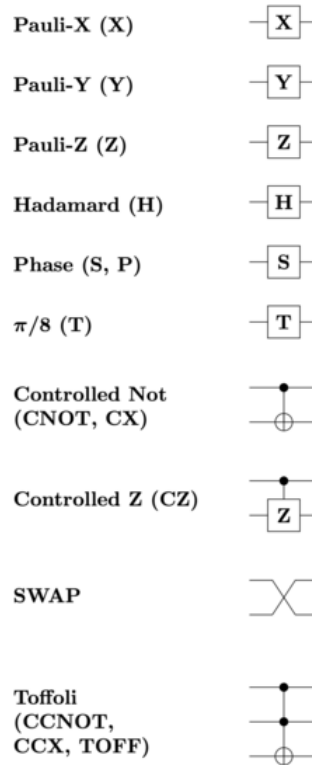 Pauli-X (X) X
Pauli-Y (Y) Y
Pauli-Z (Z) Z
Hadamard (H) H
Phase (S, P) S
π/8 (T) T
Controlled Not
(CNOT, CX)
Controlled Z (CZ) Z
SWAP
Toffoli
(CCNOT,
CCX, TOFF)